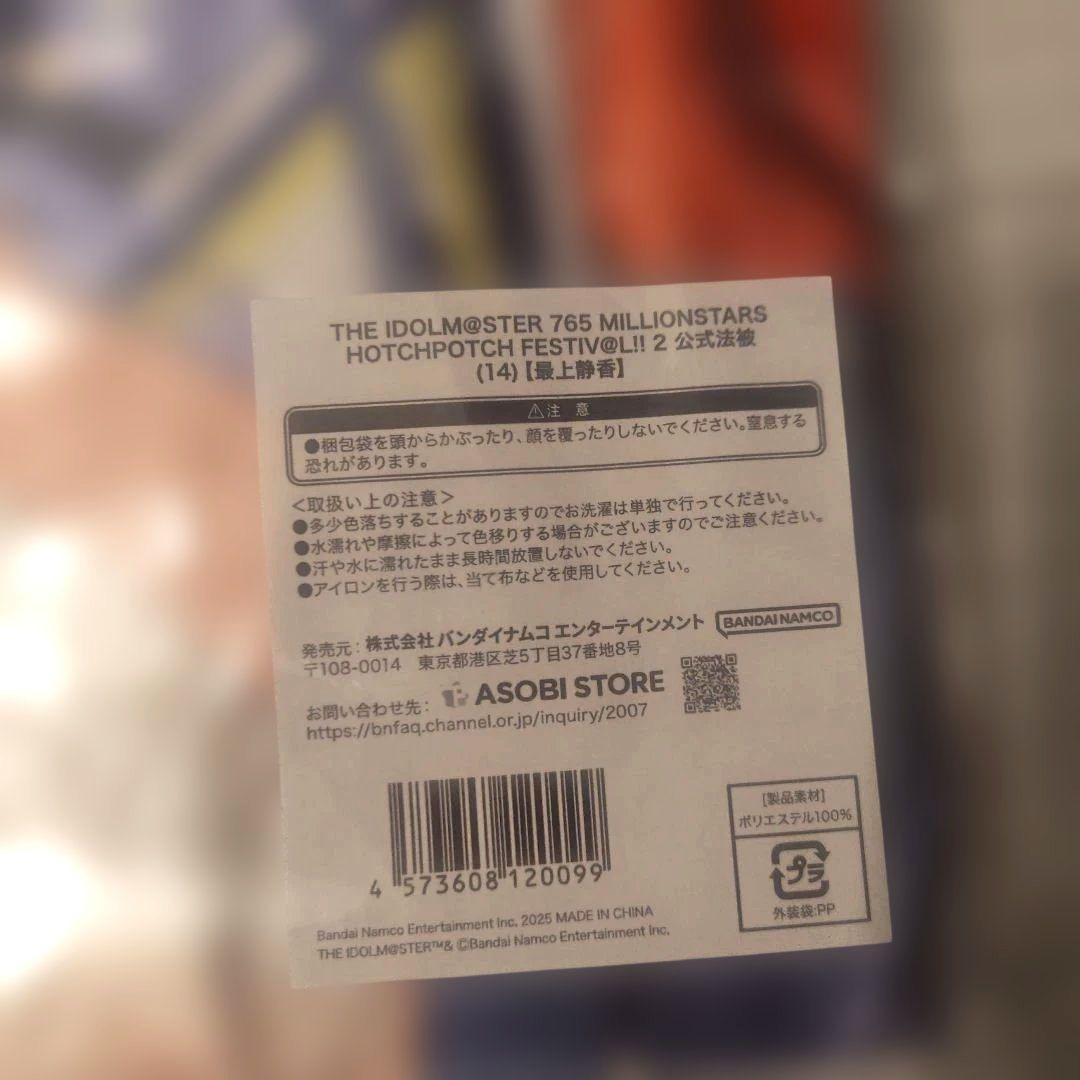 THE IDOLM@STER 765 MILLIONSTARS
HOTCHPOTCH FESTIV@L!! 2 公式法被
(14)【最上静香】
⚠注 意
●梱包袋を頭からかぶったり、顔を覆ったりしないでください。窒息する
恐れがあります。
<取扱い上の注意>
●多少色落ちすることがありますのでお洗濯は単独で行ってください。
●水濡れや摩擦によって色移りする場合がございますのでご注意ください。
●汗や水に濡れたまま長時間放置しないでください。
●アイロンを行う際は、当て布などを使用してください。
発売元:株式会社 バンダイナムコ エンターテインメント BANDAI NAMCO
〒108-0014 東京都港区芝5丁目37番地8号
お問い合わせ先: ASOBI STORE
https://bnfaq.channel.or.jp/inquiry/2007
4 573608 120099
[製品素材]
ポリエステル100%
プラ
外装袋:PP
Bandai Namco Entertainment Inc. 2025 MADE IN CHINA
THE IDOLM@STER™& ©Bandai Namco Entertainment Inc.